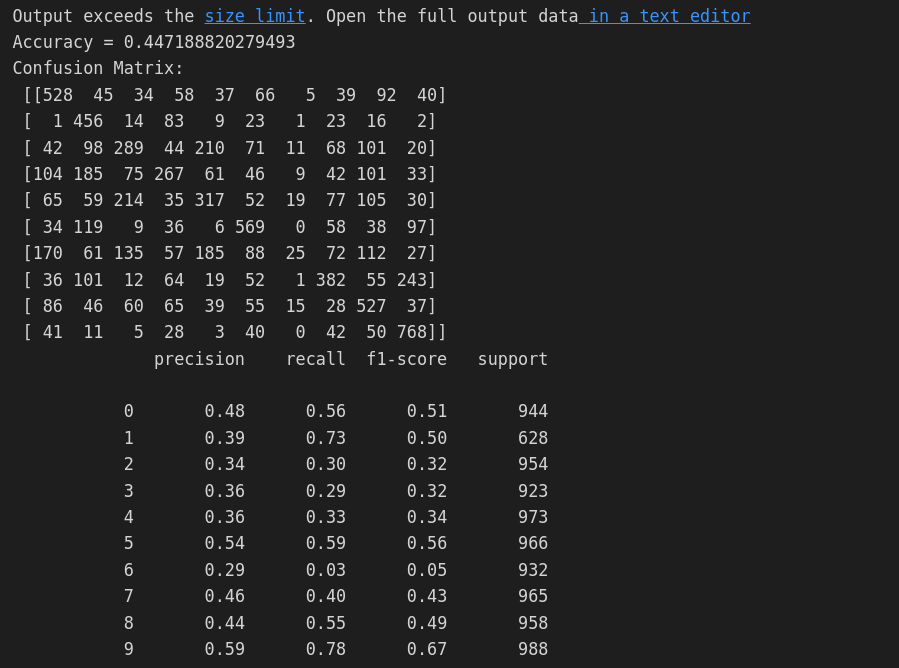 Output exceeds the size limit. Open the full output data in a text editor
Accuracy = 0.447188820279493
Confusion Matrix:
 [[528  45  34  58  37  66   5  39  92  40]
 [  1 456  14  83   9  23   1  23  16   2]
 [ 42  98 289  44 210  71  11  68 101  20]
 [104 185  75 267  61  46   9  42 101  33]
 [ 65  59 214  35 317  52  19  77 105  30]
 [ 34 119   9  36   6 569   0  58  38  97]
 [170  61 135  57 185  88  25  72 112  27]
 [ 36 101  12  64  19  52   1 382  55 243]
 [ 86  46  60  65  39  55  15  28 527  37]
 [ 41  11   5  28   3  40   0  42  50 768]]
              precision    recall  f1-score   support
           0       0.48      0.56      0.51       944
           1       0.39      0.73      0.50       628
           2       0.34      0.30      0.32       954
           3       0.36      0.29      0.32       923
           4       0.36      0.33      0.34       973
           5       0.54      0.59      0.56       966
           6       0.29      0.03      0.05       932
           7       0.46      0.40      0.43       965
           8       0.44      0.55      0.49       958
           9       0.59      0.78      0.67       988